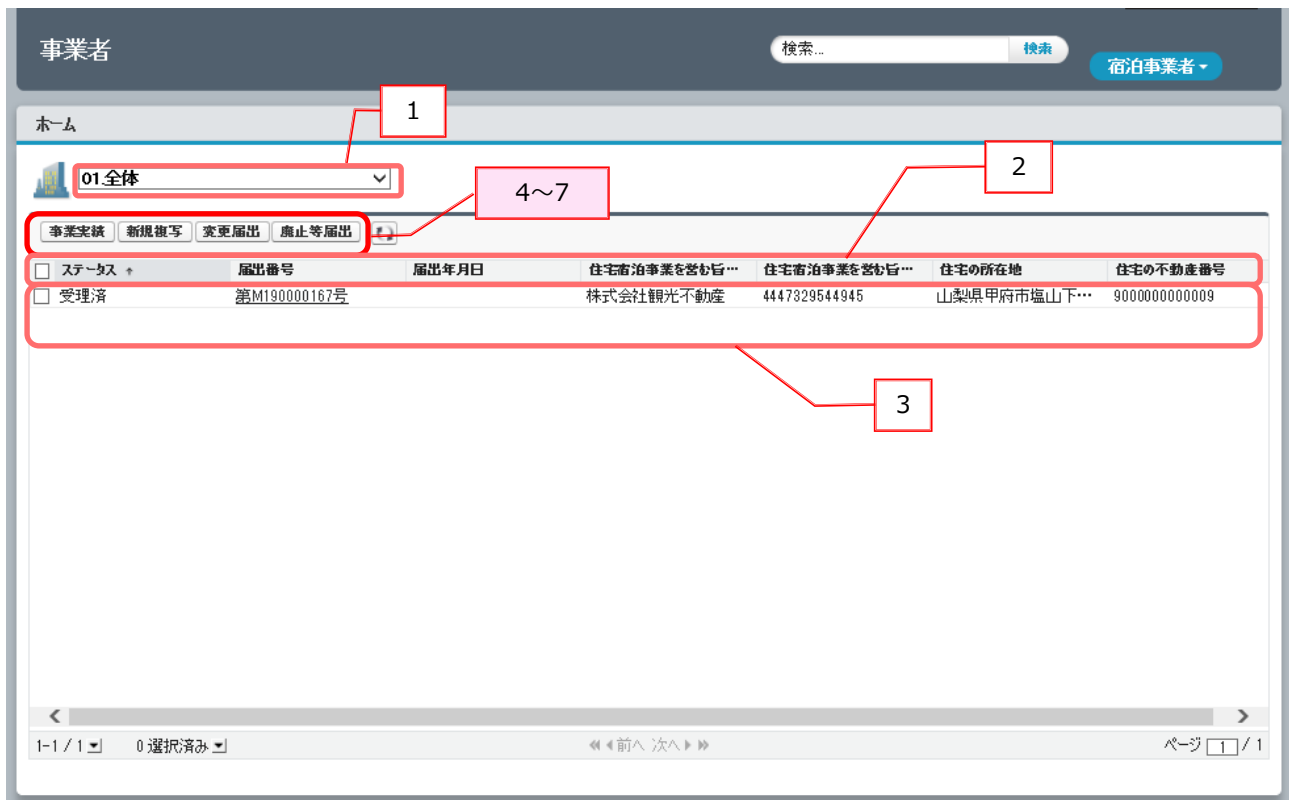 事業者
検索...
検索
宿泊事業者
1
ホーム
2
01.全体
4～7
事業実績 新規複写 変更届出 廃止等届出
ステータス 届出番号 届出年月日 住宅宿泊事業を営む旨… 住宅宿泊事業を営む旨… 住宅の所在地 住宅の不動産番号
受理済 第M190000167号 株式会社観光不動産 4447329544945 山梨県甲府市塩山下… 9000000000009
3
1-1 / 1 0 選択済み 前へ 次へ ページ 1 / 1